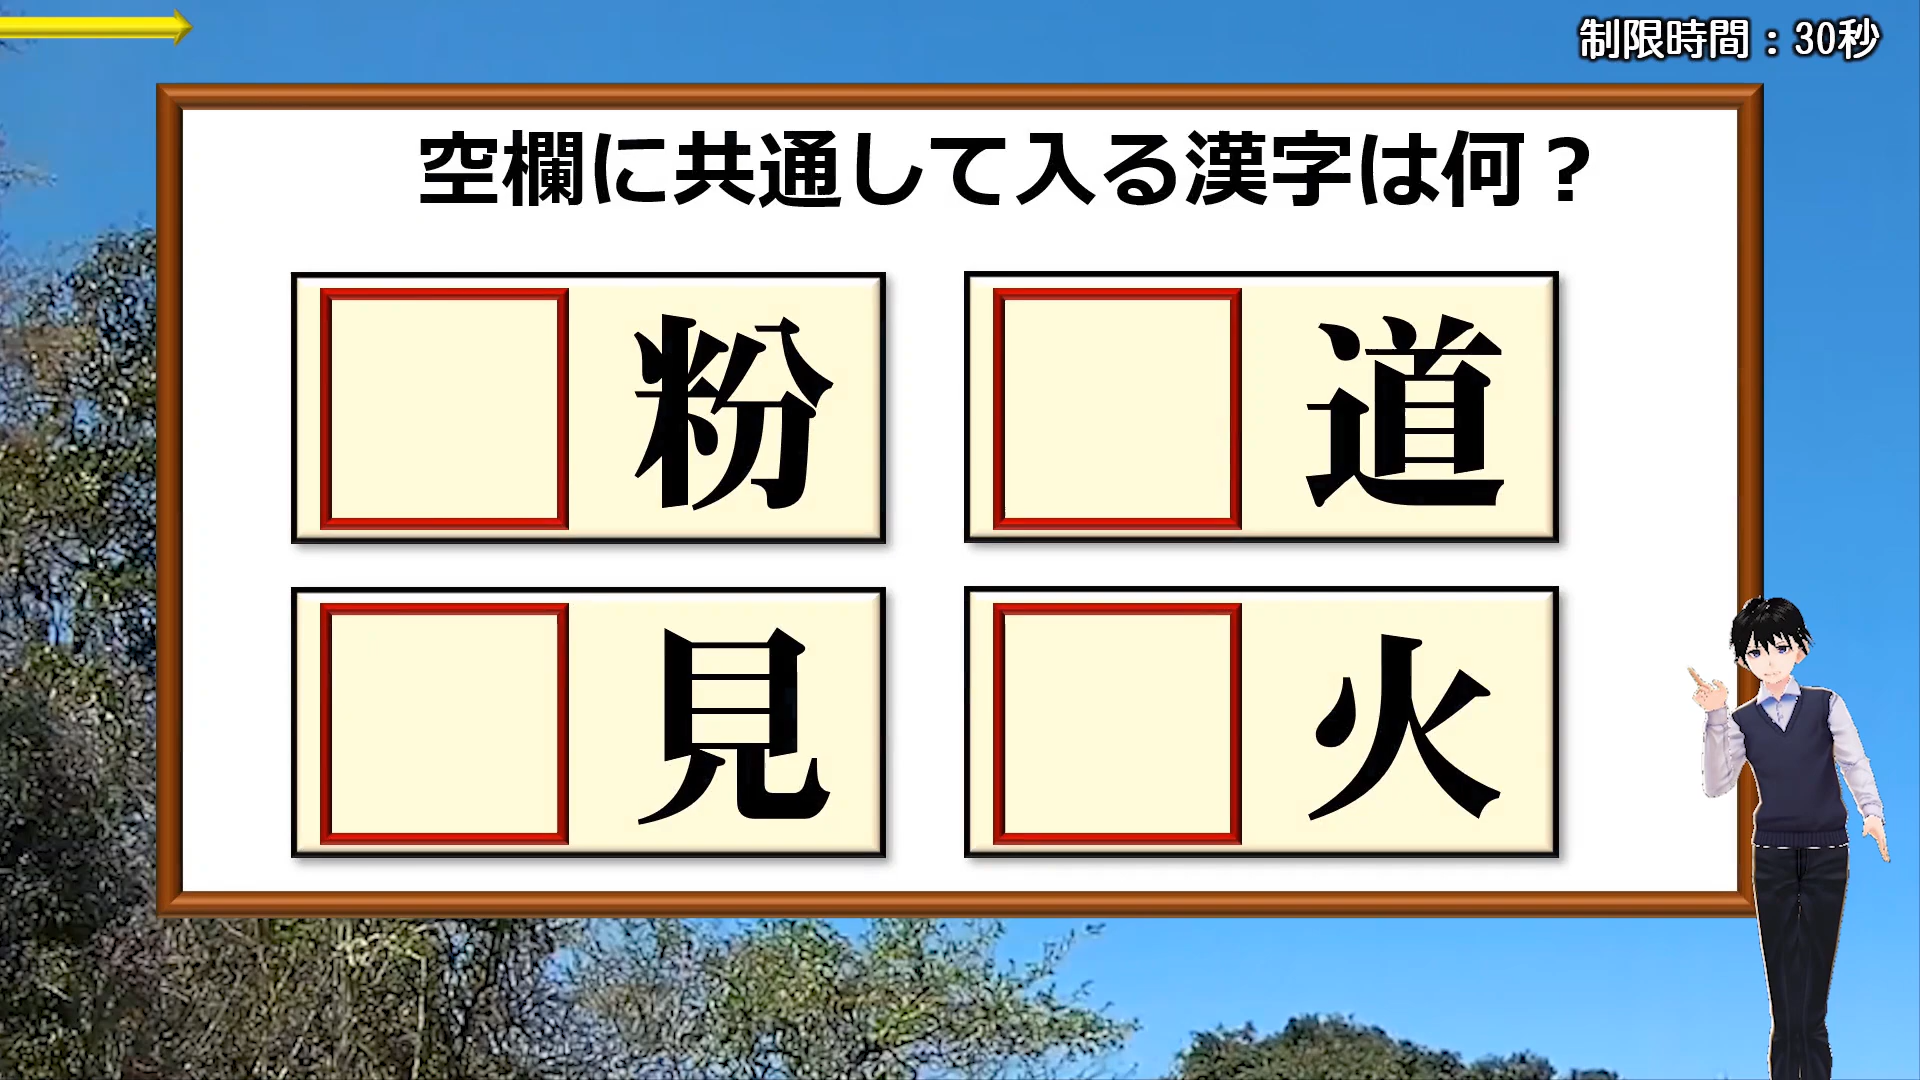 制限時間：30秒
空欄に共通して入る漢字は何？
粉
道
見
火